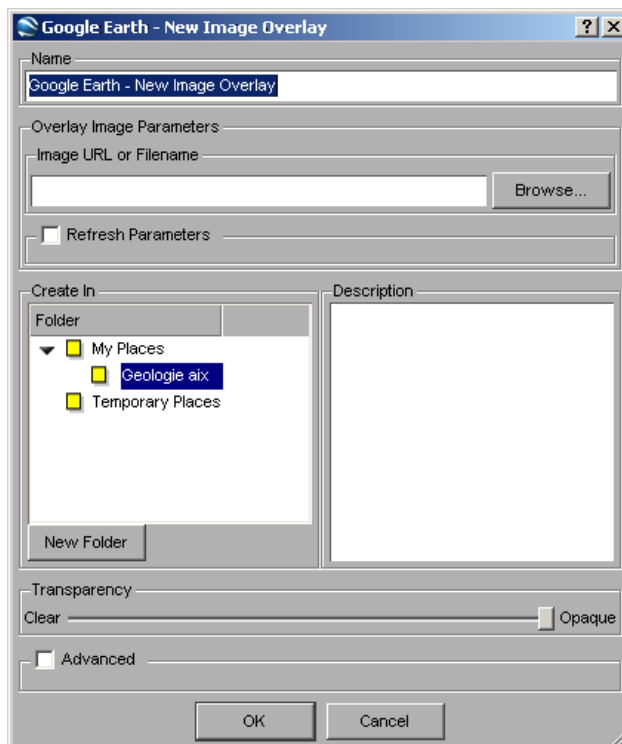 Google Earth - New Image Overlay
Name
Google Earth - New Image Overlay
Overlay Image Parameters
Image URL or Filename
Browse...
Refresh Parameters
Create In
Folder
My Places
Geologie aix
Temporary Places
New Folder
Description
Transparency
Clear
Opaque
Advanced
OK
Cancel